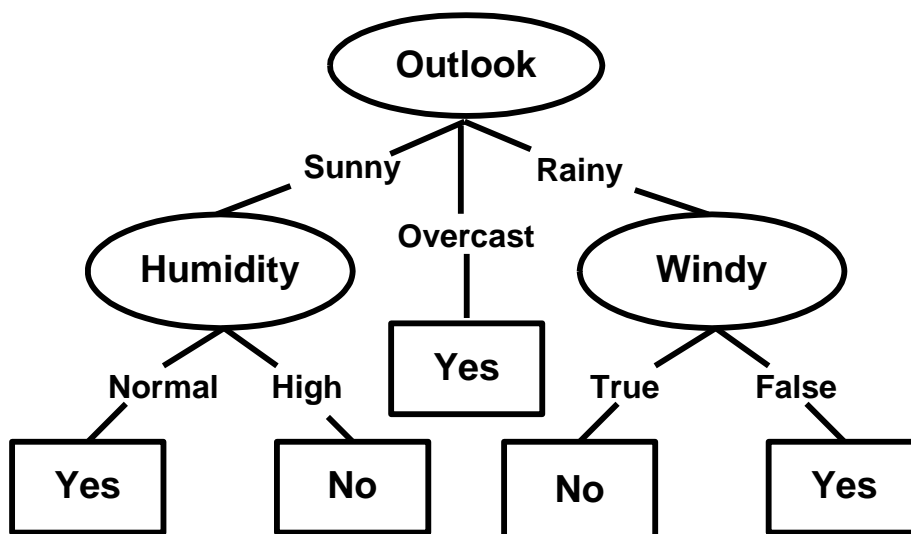 Outlook
Sunny
Rainy
Overcast
Humidity
Windy
Yes
Normal
High
True
False
Yes
No
No
Yes